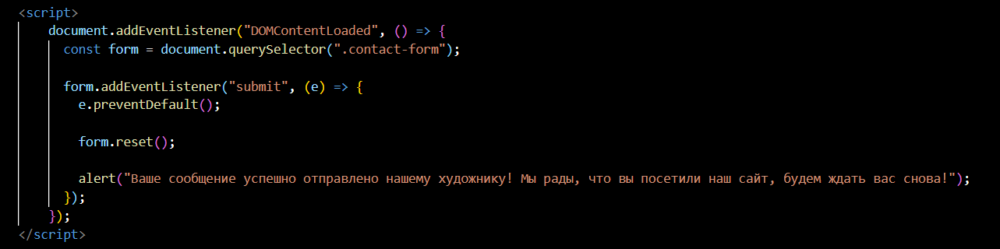 <script>
document.addEventListener("DOMContentLoaded", () => {
const form = document.querySelector(".contact-form");
form.addEventListener("submit", (e) => {
e.preventDefault();
form.reset();
alert("Ваше сообщение успешно отправлено нашему художнику! Мы рады, что вы посетили наш сайт, будем ждать вас снова!");
});
});
</script>